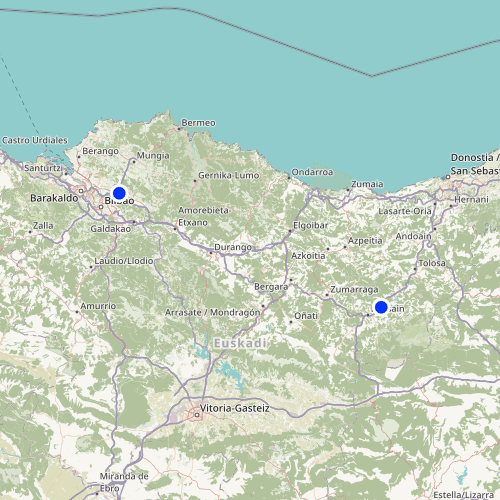 Bermeo
Castro Urdiales
Berango
Mungia
Donostia /
San Sebast
Santurtzi
Gernika-Lumo
Ondarroa
Zumaia
Barakaldo
Bilbao
Lasarte-Oria
Hernani
Amorebieta-
Etxano
Zalla
Galdakao
Elgoibar
Andoain
Durango
Azkoitia
Azpeitia
Laudio/Llodio
Tolosa
Bergara
Zumarraga
Amurrio
Arrasate / Mondragón
Oñati
ain
Euskadi
Vitoria-Gasteiz
Miranda de
Ebro
Estella/Lizarra